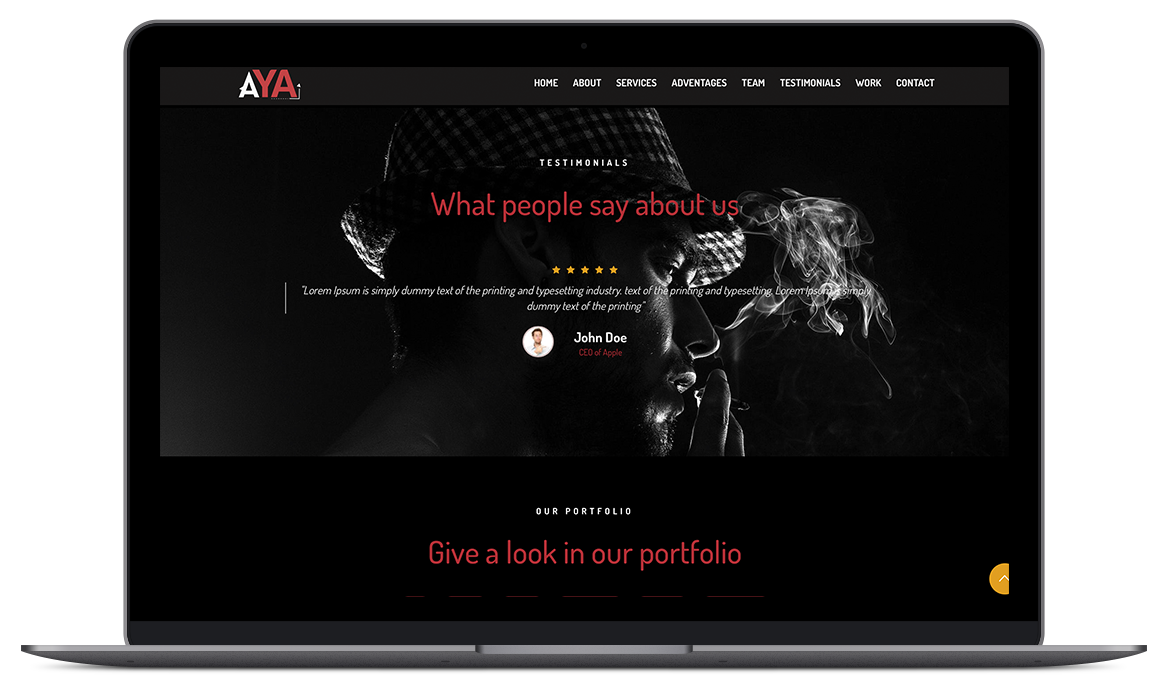 AYA
HOME ABOUT SERVICES ADVENTAGES TEAM TESTIMONIALS WORK CONTACT
TESTIMONIALS
What people say about us
"Lorem Ipsum is simply dummy text of the printing and typesetting industry. text of the printing and typesetting. Lorem Ipsum is simply
dummy text of the printing"
John Doe
CEO of Apple
OUR PORTFOLIO
Give a look in our portfolio